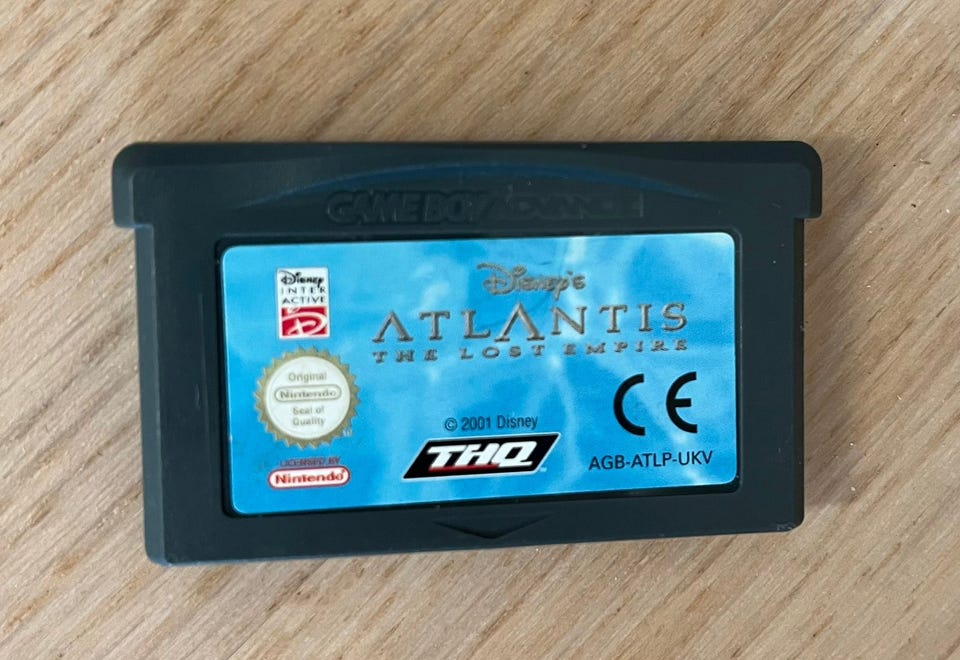 GAME BOY ADVANCE
Disney
INTER
ACTIVE
D
Disney's
ATLANTIS
THE LOST EMPIRE
Original
Nintendo
Seal of
Quality
LICENSED BY
Nintendo
© 2001 Disney
THQ
CE
AGB-ATLP-UKV